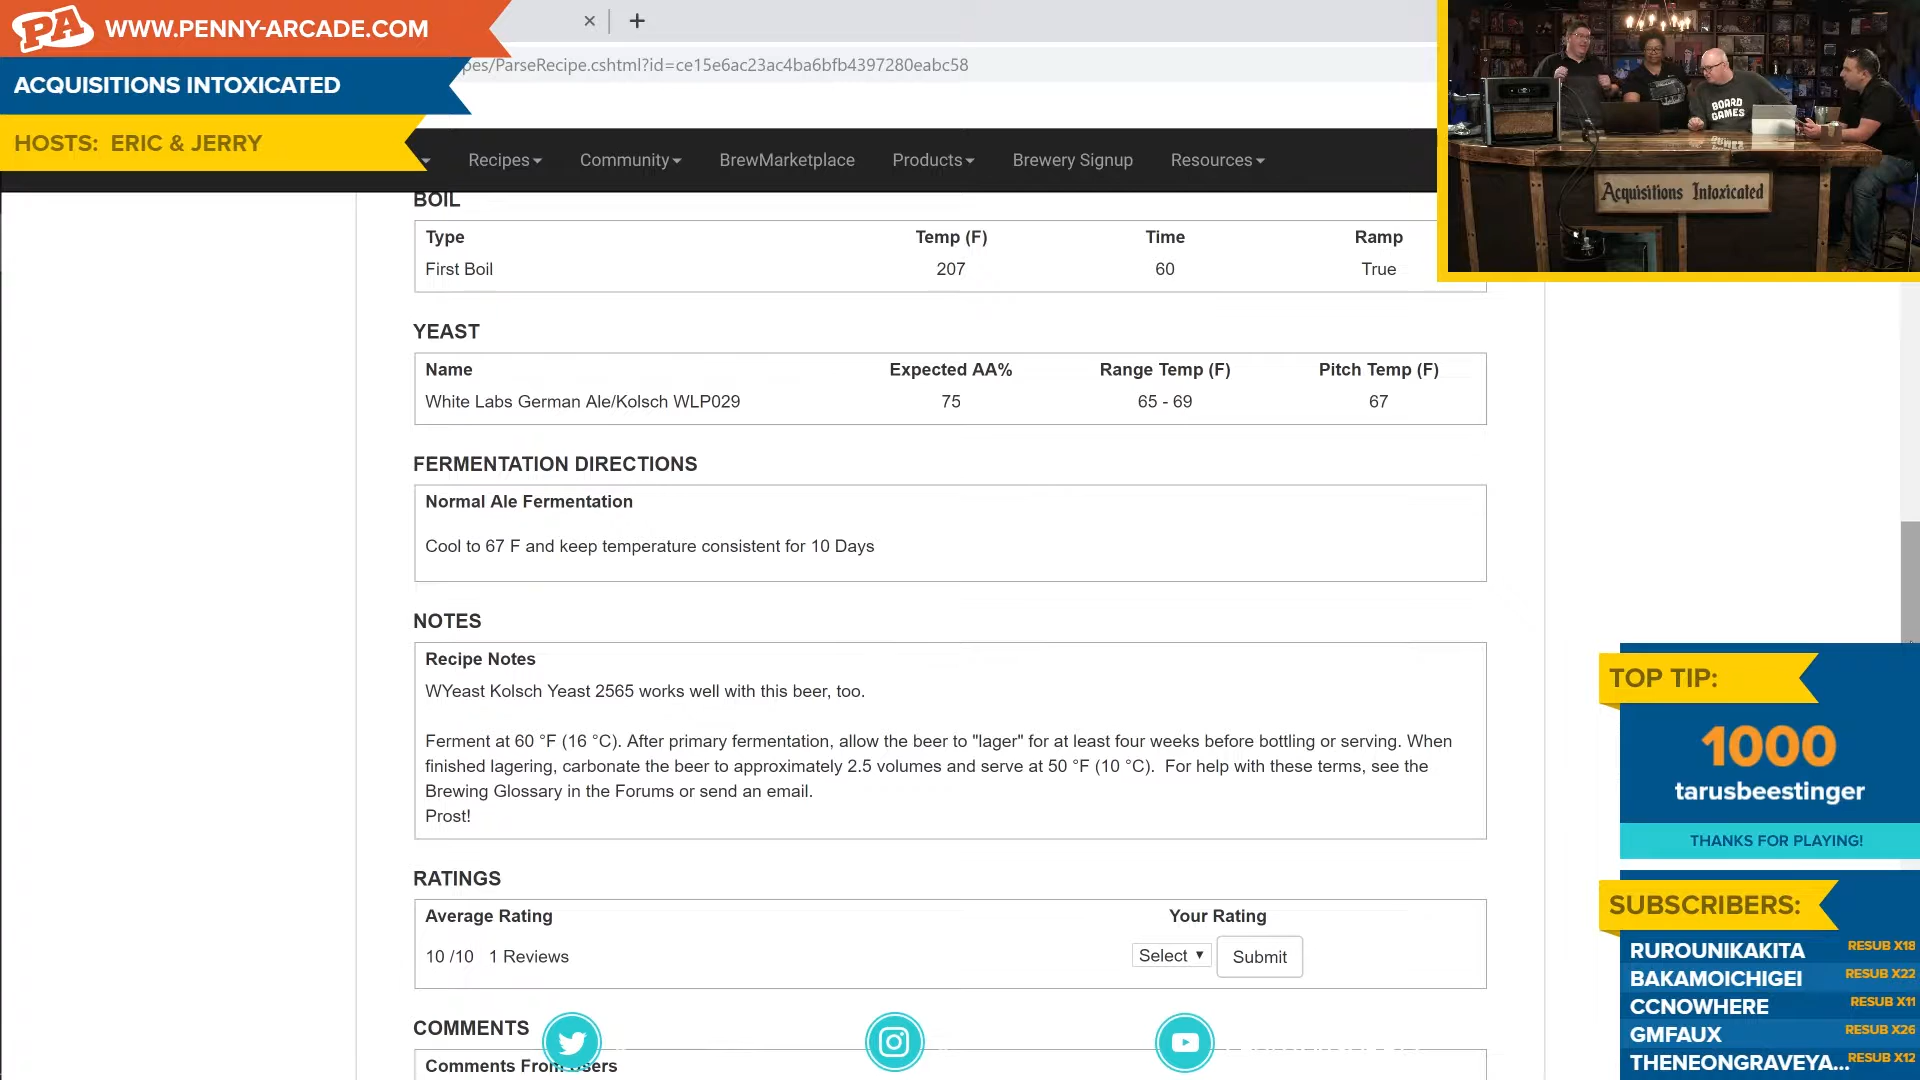 PA WWW.PENNY-ARCADE.COM
ACQUISITIONS INTOXICATED
HOSTS: ERIC & JERRY
pes/ParseRecipe.cshtml?id=ce15e6ac23ac4ba6bfb4397280eabc58
Recipes Community BrewMarketplace Products Brewery Signup Resources
BOARD
GAMES
Acquisitions Intoxicated
BOIL
Type Temp (F) Time Ramp
First Boil 207 60 True
YEAST
Name Expected AA% Range Temp (F) Pitch Temp (F)
White Labs German Ale/Kolsch WLP029 75 65 - 69 67
FERMENTATION DIRECTIONS
Normal Ale Fermentation
Cool to 67 F and keep temperature consistent for 10 Days
NOTES
Recipe Notes
WYeast Kolsch Yeast 2565 works well with this beer, too.
Ferment at 60 °F (16 °C). After primary fermentation, allow the beer to "lager" for at least four weeks before bottling or serving. When
finished lagering, carbonate the beer to approximately 2.5 volumes and serve at 50 °F (10 °C). For help with these terms, see the
Brewing Glossary in the Forums or send an email.
Prost!
RATINGS
Average Rating Your Rating
10 /10 1 Reviews Select Submit
COMMENTS
Comments From Users
TOP TIP:
1000
tarusbeestinger
THANKS FOR PLAYING!
SUBSCRIBERS:
RUROUNIKAKITA RESUB X18
BAKAMOICHIGEI RESUB X22
CCNOWHERE RESUB X11
GMFAUX RESUB X26
THENEONGRAVEYA... RESUB X12